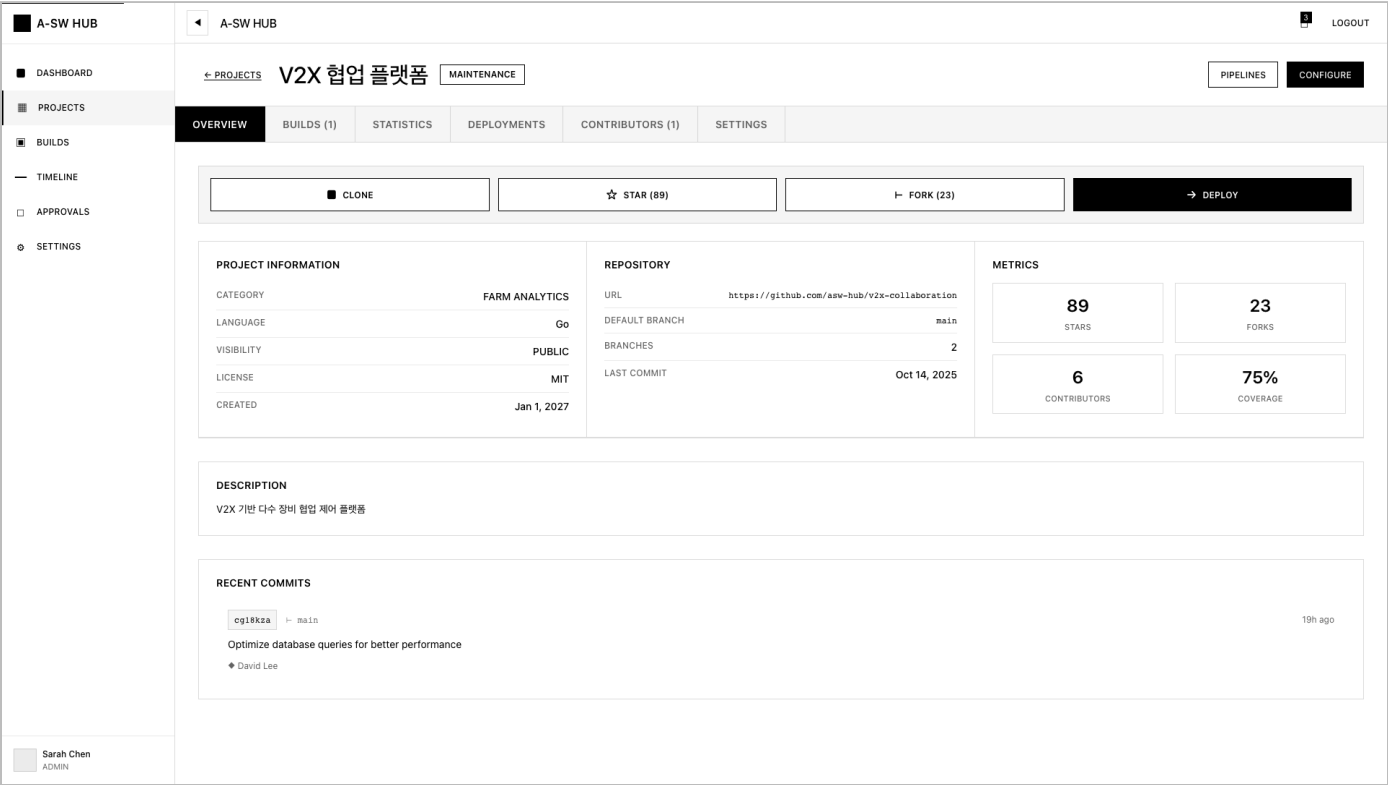 A-SW HUB
A-SW HUB
3
LOGOUT
DASHBOARD
PROJECTS
BUILDS
TIMELINE
APPROVALS
SETTINGS
← PROJECTS
V2X 협업 플랫폼
MAINTENANCE
PIPELINES
CONFIGURE
OVERVIEW
BUILDS (1)
STATISTICS
DEPLOYMENTS
CONTRIBUTORS (1)
SETTINGS
CLONE
STAR (89)
FORK (23)
→ DEPLOY
PROJECT INFORMATION
CATEGORY FARM ANALYTICS
LANGUAGE Go
VISIBILITY PUBLIC
LICENSE MIT
CREATED Jan 1, 2027
REPOSITORY
URL https://github.com/asw-hub/v2x-collaboration
DEFAULT BRANCH main
BRANCHES 2
LAST COMMIT Oct 14, 2025
METRICS
89
STARS
23
FORKS
6
CONTRIBUTORS
75%
COVERAGE
DESCRIPTION
V2X 기반 다수 장비 협업 제어 플랫폼
RECENT COMMITS
cgl8kza ⊢ main 19h ago
Optimize database queries for better performance
◆ David Lee
Sarah Chen
ADMIN